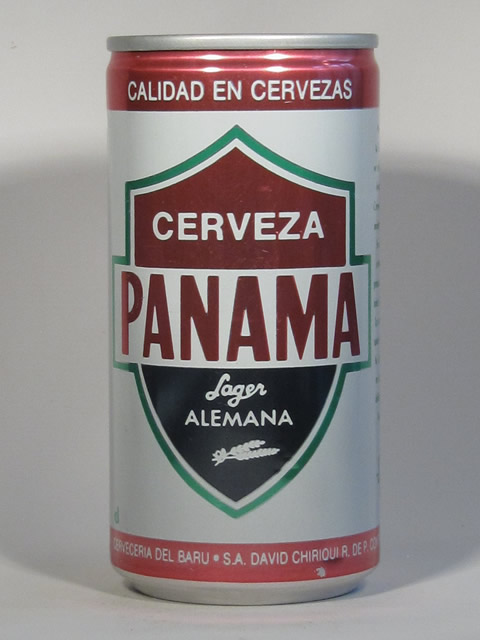 CALIDAD EN CERVEZAS
CERVEZA
PANAMA
Lager
ALEMANA
CERVECERIA DEL BARU • S.A. DAVID CHIRIQUI R. DE P.